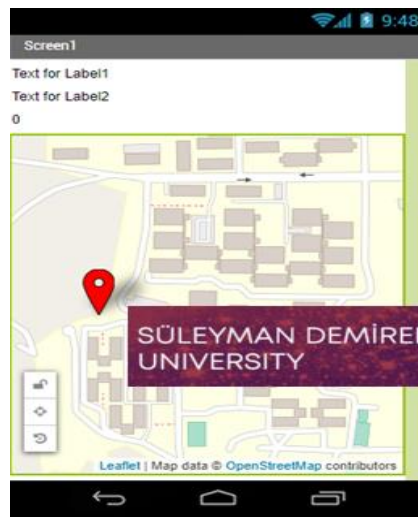 9:48
Screen1
Text for Label1
Text for Label2
0
SÜLEYMAN DEMİREL
UNIVERSITY
Leaflet | Map data © OpenStreetMap contributors